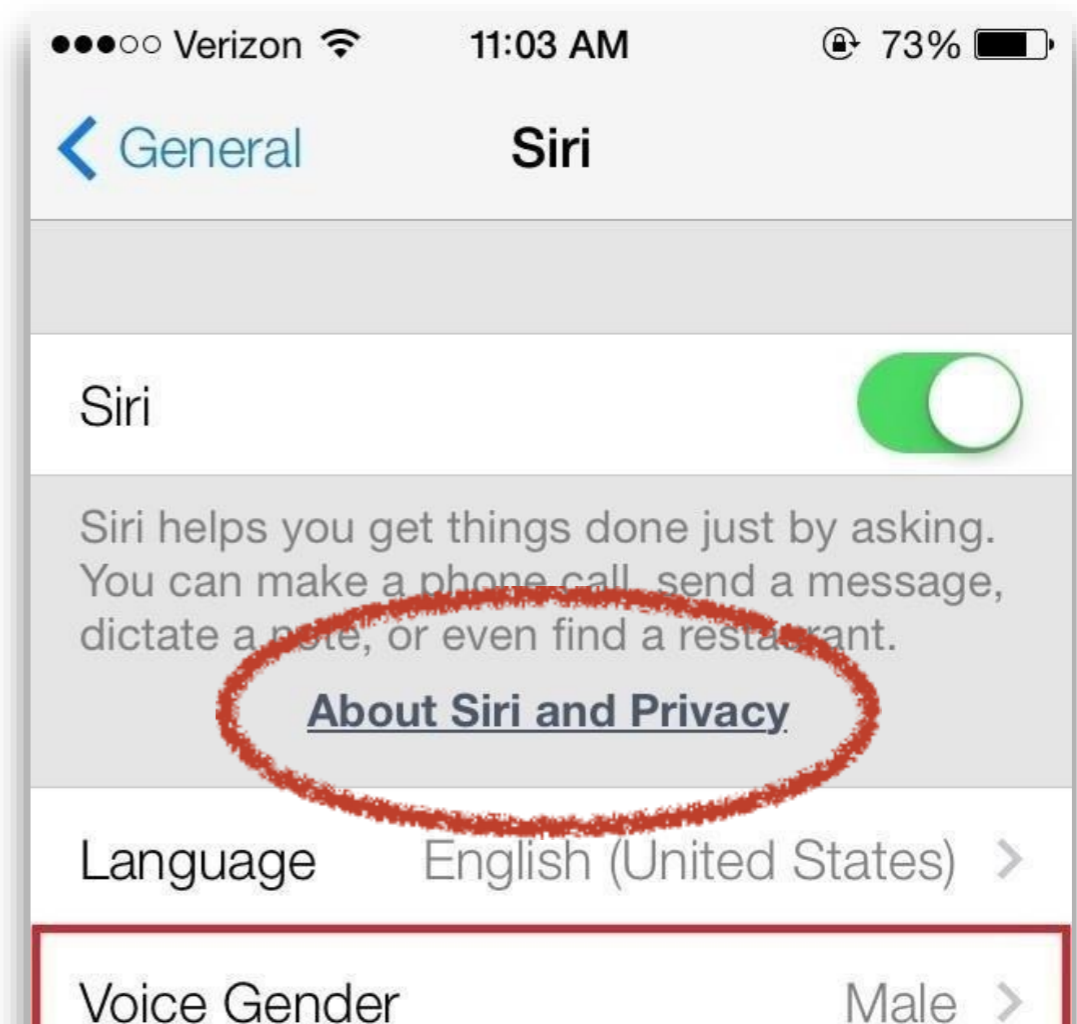 Verizon 11:03 AM 73%
General Siri
Siri
Siri helps you get things done just by asking.
You can make a phone call, send a message,
dictate a note, or even find a restaurant.
About Siri and Privacy
Language English (United States)
Voice Gender Male